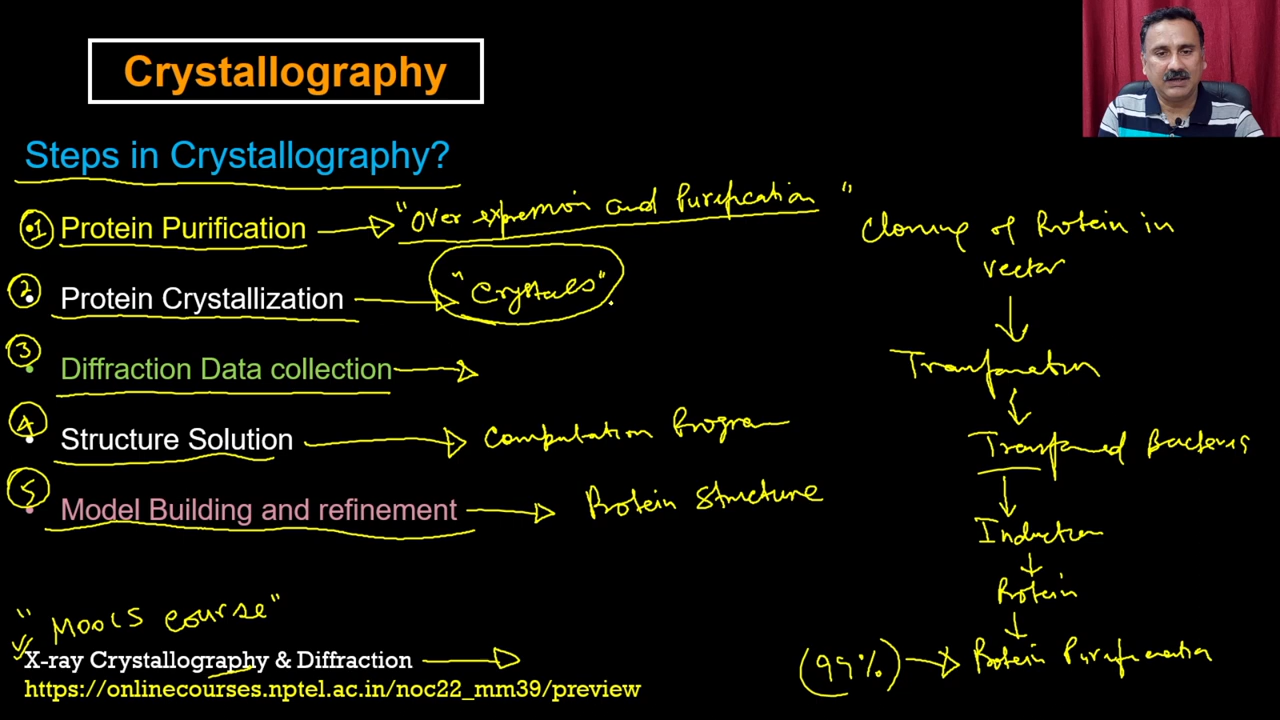 Crystallography
Steps in Crystallography?
1 Protein Purification "Over expression and Purification"
2 Protein Crystallization "Crystals"
3 Diffraction Data collection
4 Structure Solution Computation Program
5 Model Building and refinement Protein Structure
"MOOCS course"
X-ray Crystallography & Diffraction
https://onlinecourses.nptel.ac.in/noc22_mm39/preview
Cloning of Protein in
vector
Transformation
Transformed Bacteria
Induction
Protein
(99%) Protein Purification